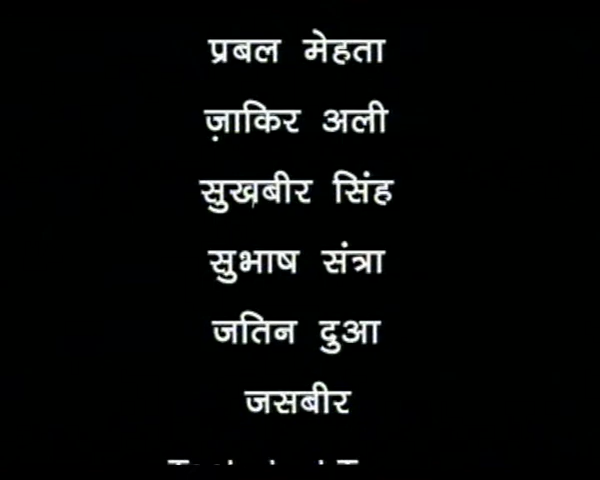 प्रबल मेहता
ज़ाकिर अली
सुखबीर सिंह
सुभाष संत्रा
जतिन दुआ
जसबीर